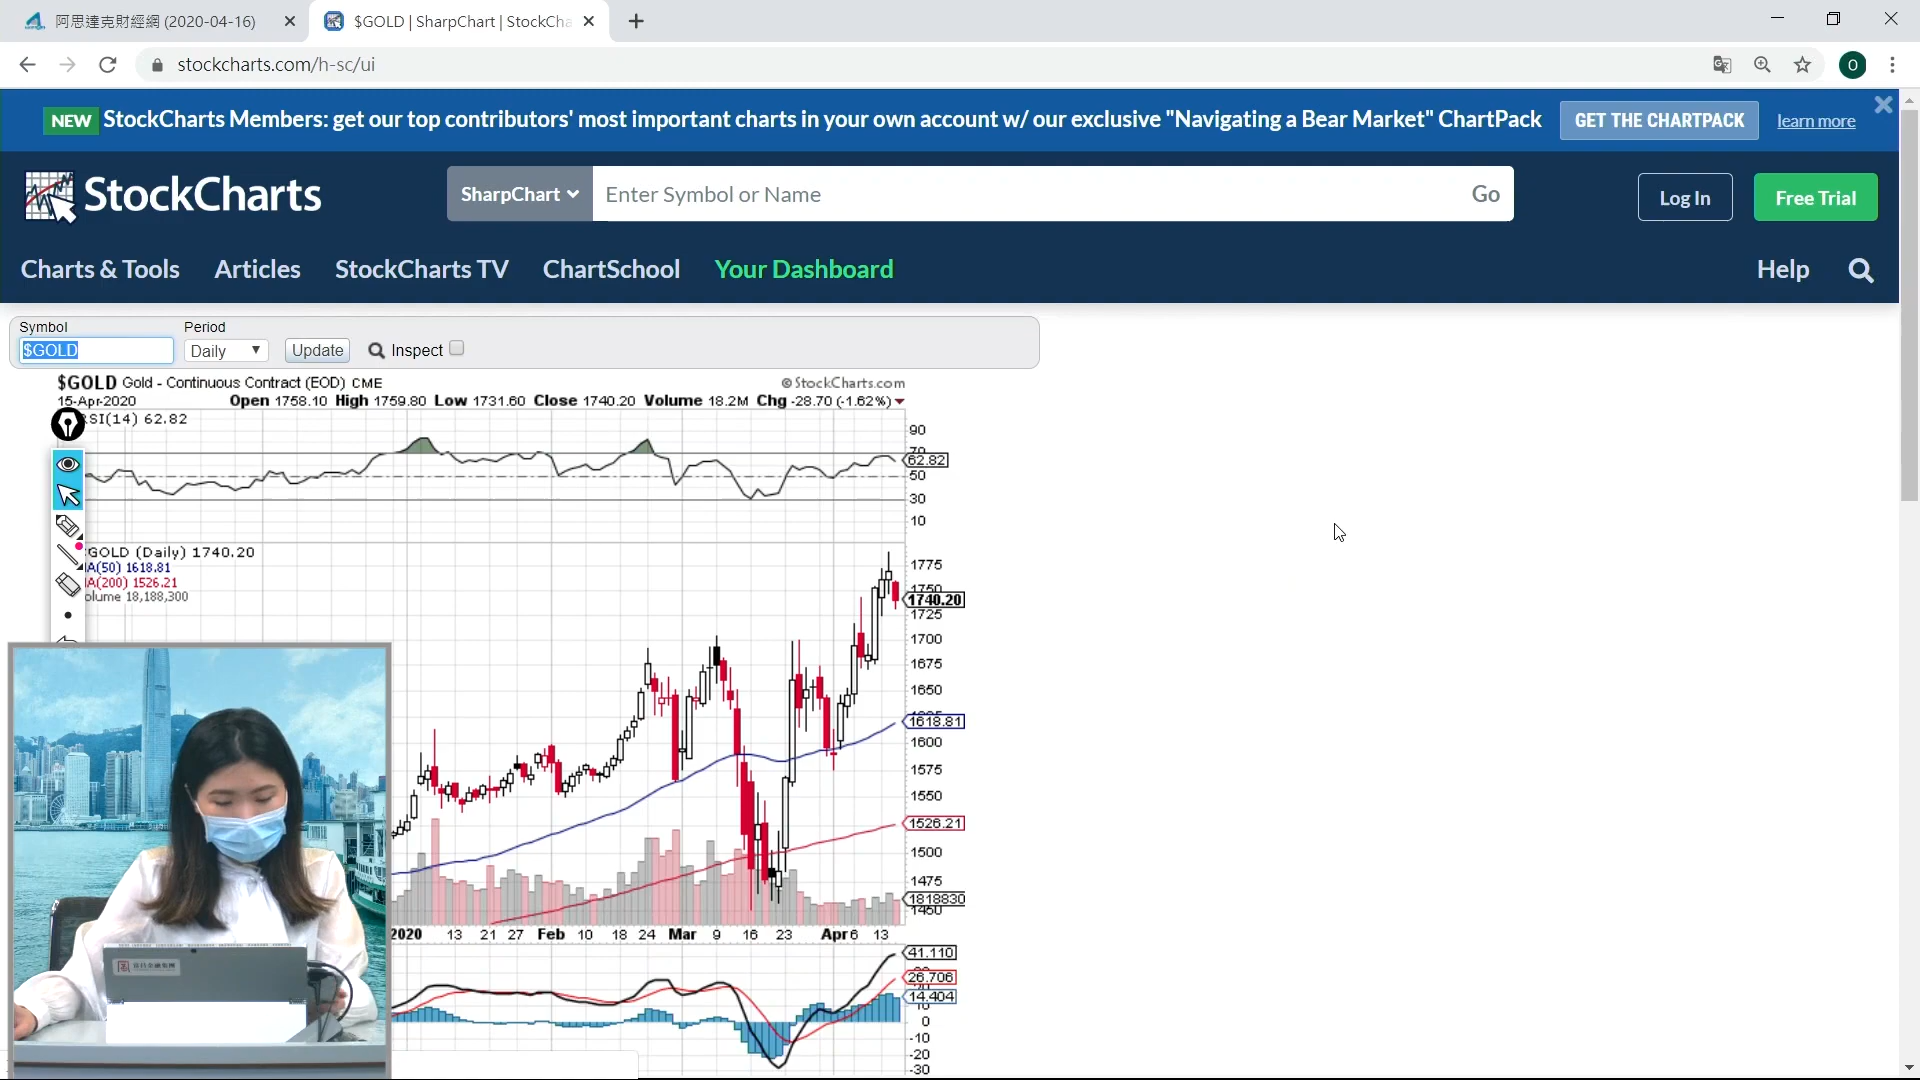 阿思達克財經網 (2020-04-16)
$GOLD | SharpChart | StockCha
stockcharts.com/h-sc/ui
O
NEW StockCharts Members: get our top contributors' most important charts in your own account w/ our exclusive "Navigating a Bear Market" ChartPack GET THE CHARTPACK learn more
StockCharts SharpChart Enter Symbol or Name Go Log In Free Trial
Charts & Tools Articles StockCharts TV ChartSchool Your Dashboard Help
Symbol Period
$GOLD Daily Update Inspect
$GOLD Gold - Continuous Contract (EOD) CME © StockCharts.com
15-Apr-2020 Open 1758.10 High 1759.80 Low 1731.60 Close 1740.20 Volume 18.2M Chg -28.70 (-1.62%)
RSI(14) 62.82
90
70
62.82
50
30
10
$GOLD (Daily) 1740.20
MA(50) 1618.81
MA(200) 1526.21
Volume 18,188,300
1775
1750
1740.20
1725
1700
1675
1650
1618.81
1600
1575
1550
1526.21
1500
1475
1818830
1450
2020 13 21 27 Feb 10 18 24 Mar 9 16 23 Apr 6 13
41.110
26.706
14.404
10
0
-10
-20
-30